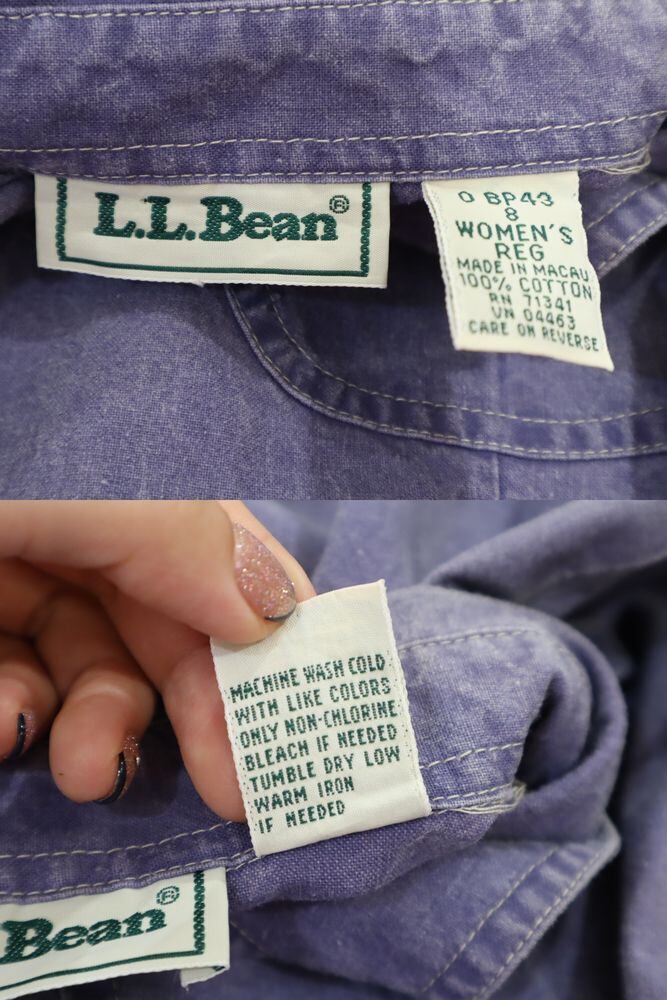 L.L.Bean®
0 BP43
8
WOMEN'S
REG
MADE IN MACAU
100% COTTON
RN 71341
VN 04463
CARE ON REVERSE
MACHINE WASH COLD
WITH LIKE COLORS
ONLY NON-CHLORINE
BLEACH IF NEEDED
TUMBLE DRY LOW
WARM IRON
IF NEEDED
Bean®